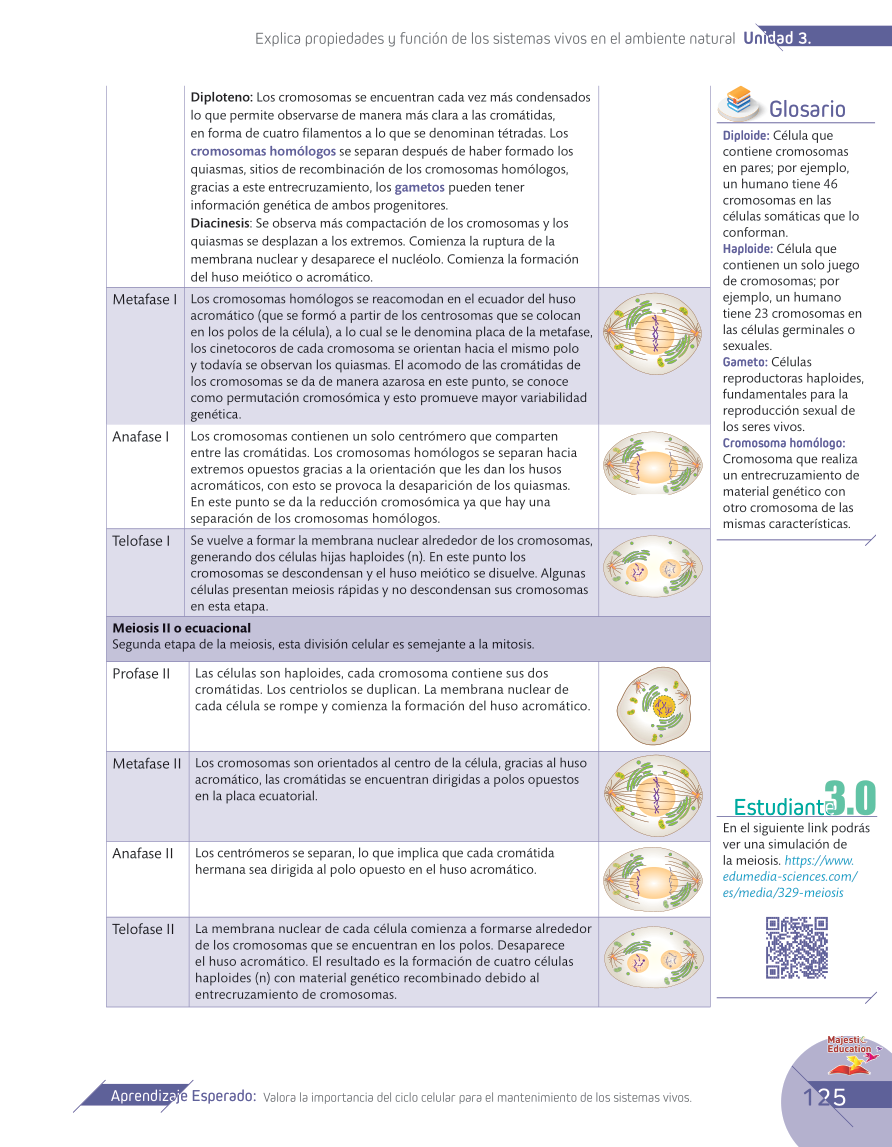 Explica propiedades y función de los sistemas vivos en el ambiente natural Unidad 3.
Diploteno: Los cromosomas se encuentran cada vez más condensados
lo que permite observarse de manera más clara a las cromátidas,
en forma de cuatro filamentos a lo que se denominan tétradas. Los
cromosomas homólogos se separan después de haber formado los
quiasmas, sitios de recombinación de los cromosomas homólogos,
gracias a este entrecruzamiento, los gametos pueden tener
información genética de ambos progenitores.
Diacinesis: Se observa más compactación de los cromosomas y los
quiasmas se desplazan a los extremos. Comienza la ruptura de la
membrana nuclear y desaparece el nucléolo. Comienza la formación
del huso meiótico o acromático.
Metafase I
Los cromosomas homólogos se reacomodan en el ecuador del huso
acromático (que se formó a partir de los centrosomas que se colocan
en los polos de la célula), a lo cual se le denomina placa de la metafase,
los cinetocoros de cada cromosoma se orientan hacia el mismo polo
y todavía se observan los quiasmas. El acomodo de las cromátidas de
los cromosomas se da de manera azarosa en este punto, se conoce
como permutación cromosómica y esto promueve mayor variabilidad
genética.
Anafase I
Los cromosomas contienen un solo centrómero que comparten
entre las cromátidas. Los cromosomas homólogos se separan hacia
extremos opuestos gracias a la orientación que les dan los husos
acromáticos, con esto se provoca la desaparición de los quiasmas.
En este punto se da la reducción cromosómica ya que hay una
separación de los cromosomas homólogos.
Telofase I
Se vuelve a formar la membrana nuclear alrededor de los cromosomas,
generando dos células hijas haploides (n). En este punto los
cromosomas se descondensan y el huso meiótico se disuelve. Algunas
células presentan meiosis rápidas y no descondensan sus cromosomas
en esta etapa.
Meiosis II o ecuacional
Segunda etapa de la meiosis, esta división celular es semejante a la mitosis.
Profase II
Las células son haploides, cada cromosoma contiene sus dos
cromátidas. Los centriolos se duplican. La membrana nuclear de
cada célula se rompe y comienza la formación del huso acromático.
Metafase II
Los cromosomas son orientados al centro de la célula, gracias al huso
acromático, las cromátidas se encuentran dirigidas a polos opuestos
en la placa ecuatorial.
Anafase II
Los centrómeros se separan, lo que implica que cada cromátida
hermana sea dirigida al polo opuesto en el huso acromático.
Telofase II
La membrana nuclear de cada célula comienza a formarse alrededor
de los cromosomas que se encuentran en los polos. Desaparece
el huso acromático. El resultado es la formación de cuatro células
haploides (n) con material genético recombinado debido al
entrecruzamiento de cromosomas.
Glosario
Diploide: Célula que
contiene cromosomas
en pares; por ejemplo,
un humano tiene 46
cromosomas en las
células somáticas que lo
conforman.
Haploide: Célula que
contienen un solo juego
de cromosomas; por
ejemplo, un humano
tiene 23 cromosomas en
las células germinales o
sexuales.
Gameto: Células
reproductoras haploides,
fundamentales para la
reproducción sexual de
los seres vivos.
Cromosoma homólogo:
Cromosoma que realiza
un entrecruzamiento de
material genético con
otro cromosoma de las
mismas características.
Estudiante 3.0
En el siguiente link podrás
ver una simulación de
la meiosis. https://www.
edumedia-sciences.com/
es/media/329-meiosis
Majestic
Education
Aprendizaje Esperado: Valora la importancia del ciclo celular para el mantenimiento de los sistemas vivos.
125